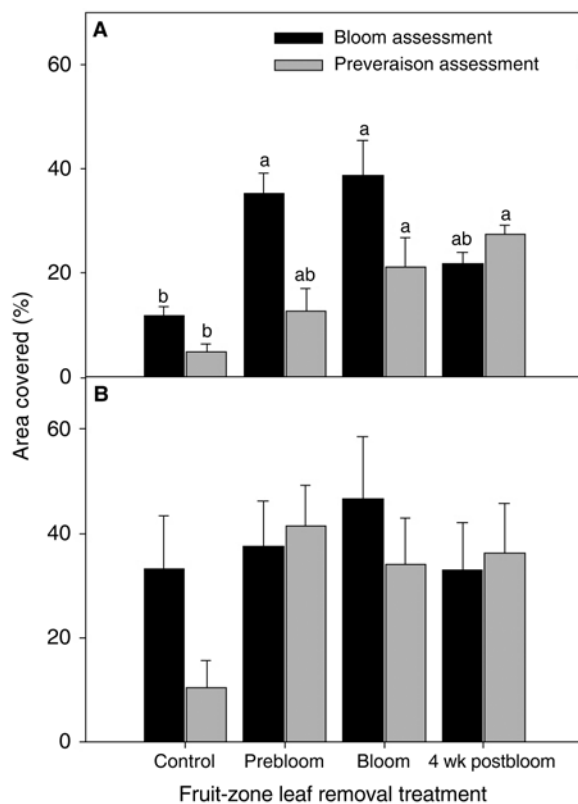 A
Bloom assessment
Preveraison assessment
60
40
20
0
a
a
a
ab
a
ab
b
b
B
60
40
20
0
Area covered (%)
Control Prebloom Bloom 4 wk postbloom
Fruit-zone leaf removal treatment